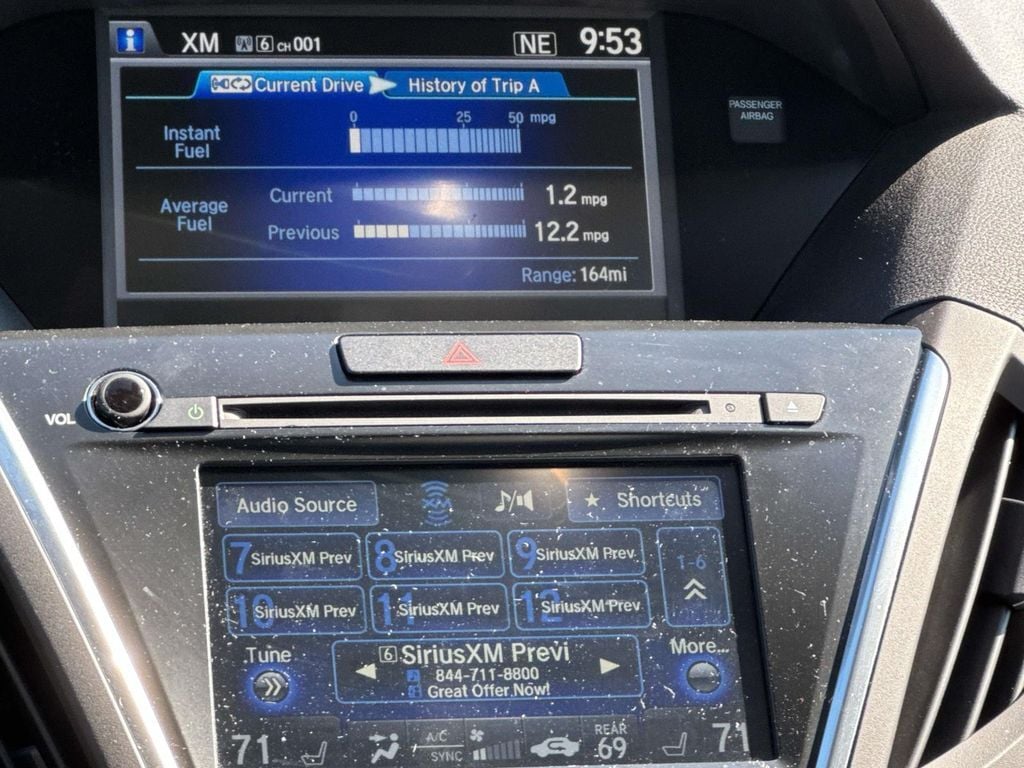 i XM 6 CH 001 NE 9:53
Current Drive History of Trip A
PASSENGER
AIRBAG
0 25 50 mpg
Instant
Fuel
Average
Fuel
Current 1.2 mpg
Previous 12.2 mpg
Range: 164mi
VOL
Audio Source XM ★ Shortcuts
7 SiriusXM Prev 8 SiriusXM Prev 9 SiriusXM Prev 1-6
10 SiriusXM Prev 11 SiriusXM Prev 12 SiriusXM Prev
Tune 6 SiriusXM Previ More...
844-711-8800
Great Offer Now!
71 A/C REAR 71
SYNC 69